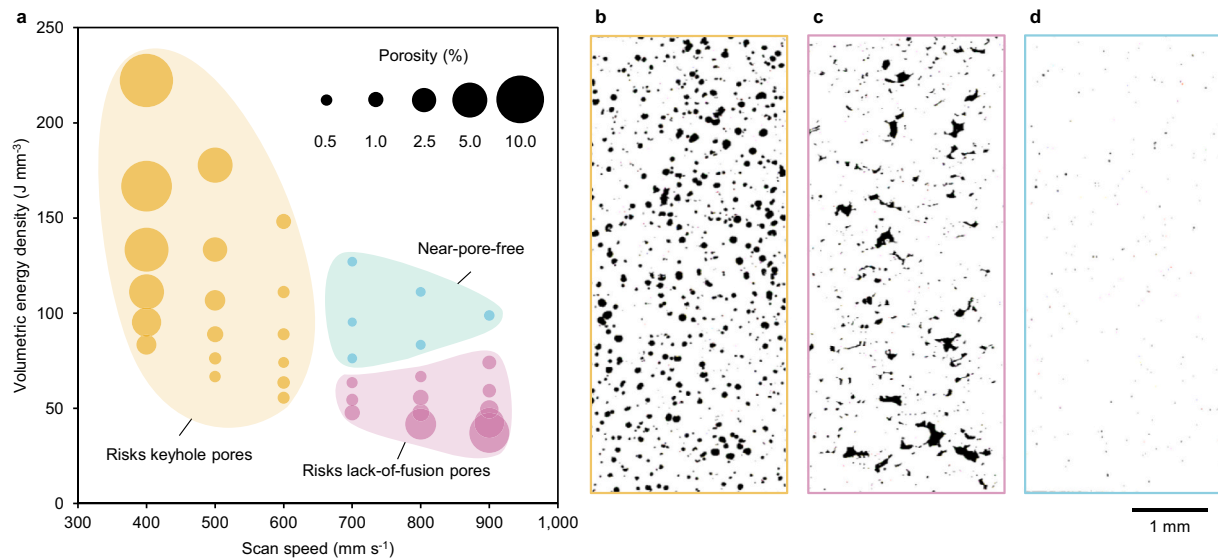 a
b
c
d
Volumetric energy density (J mm⁻³)
250
200
150
100
50
0
Porosity (%)
0.5 1.0 2.5 5.0 10.0
Near-pore-free
Risks keyhole pores
Risks lack-of-fusion pores
300 400 500 600 700 800 900 1,000
Scan speed (mm s⁻¹)
1 mm